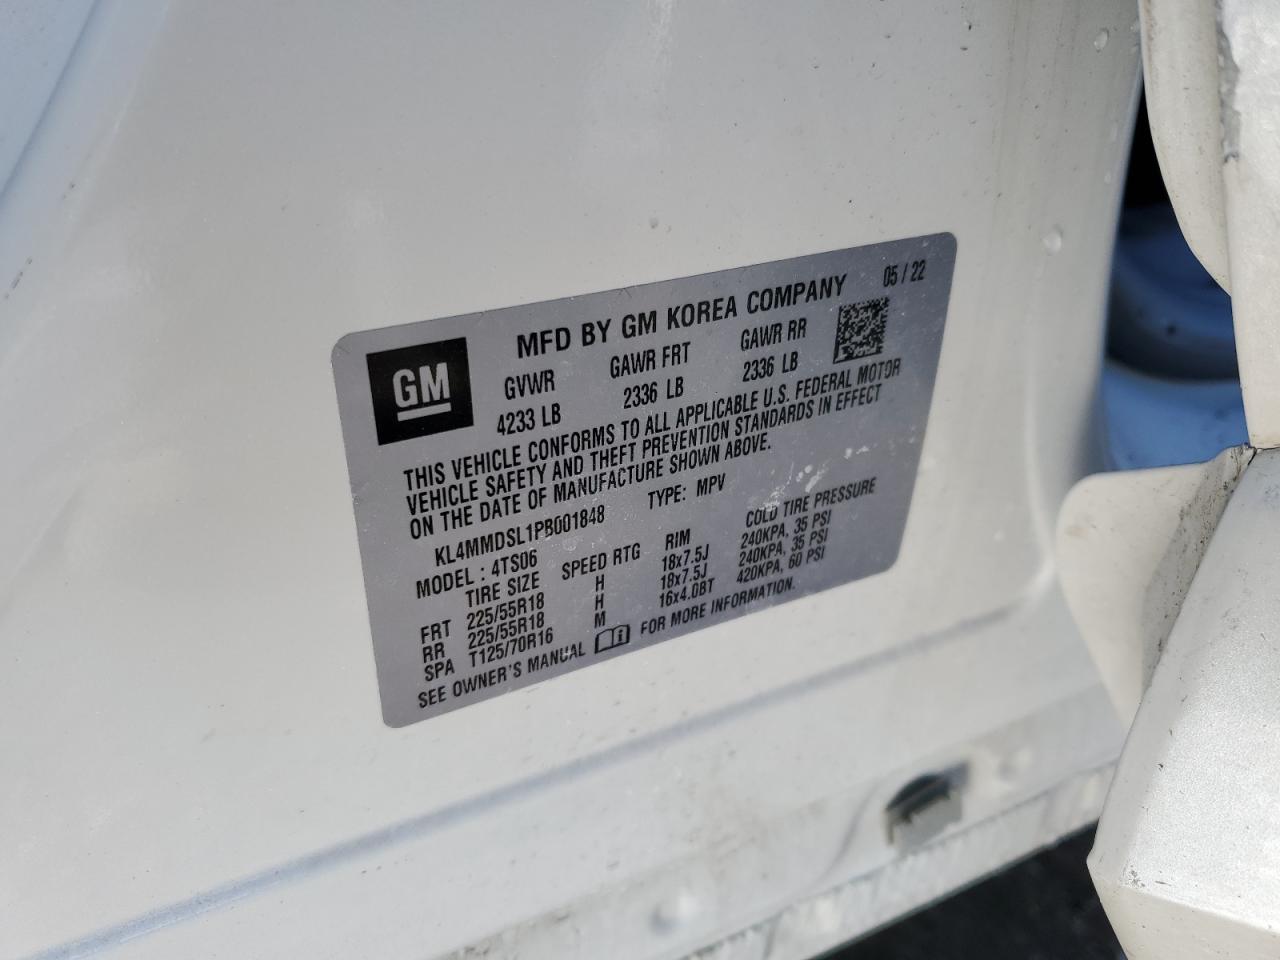 MFD BY GM KOREA COMPANY 05 / 22
GM
GVWR GAWR FRT GAWR RR
4233 LB 2336 LB 2336 LB
THIS VEHICLE CONFORMS TO ALL APPLICABLE U.S. FEDERAL MOTOR
VEHICLE SAFETY AND THEFT PREVENTION STANDARDS IN EFFECT
ON THE DATE OF MANUFACTURE SHOWN ABOVE.
KL4MMDSL1PB001848 TYPE: MPV
MODEL : 4TS06
TIRE SIZE SPEED RTG RIM COLD TIRE PRESSURE
FRT 225/55R18 H 18x7.5J 240KPA, 35 PSI
RR 225/55R18 H 18x7.5J 240KPA, 35 PSI
SPA T125/70R16 M 16x4.0BT 420KPA, 60 PSI
SEE OWNER'S MANUAL FOR MORE INFORMATION.